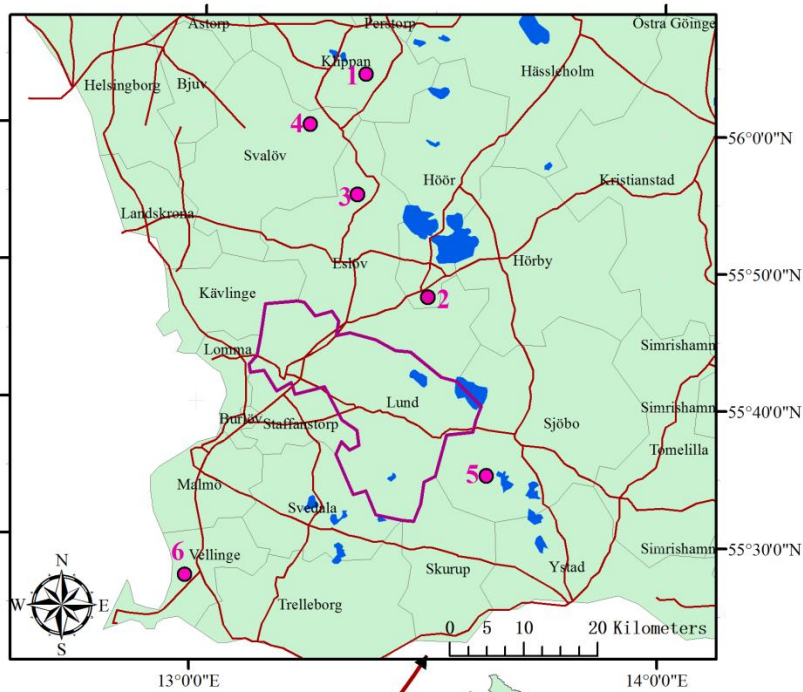 Åstorp
Perstorp
Östra Göinge
Klippan
1
Hässleholm
Helsingborg
Bjuv
4
56°0'0"N
Svalöv
Höör
Kristianstad
3
Landskrona
Eslöv
Hörby
55°50'0"N
Kävlinge
2
Simrishamn
Lomma
Lund
Simrishamn
55°40'0"N
Burlöv
Staffanstorp
Sjöbo
Tomelilla
Malmö
5
Svedala
6
Vellinge
Simrishamn
55°30'0"N
N
Skurup
Ystad
W
E
Trelleborg
S
0 5 10 20 Kilometers
13°0'0"E
14°0'0"E